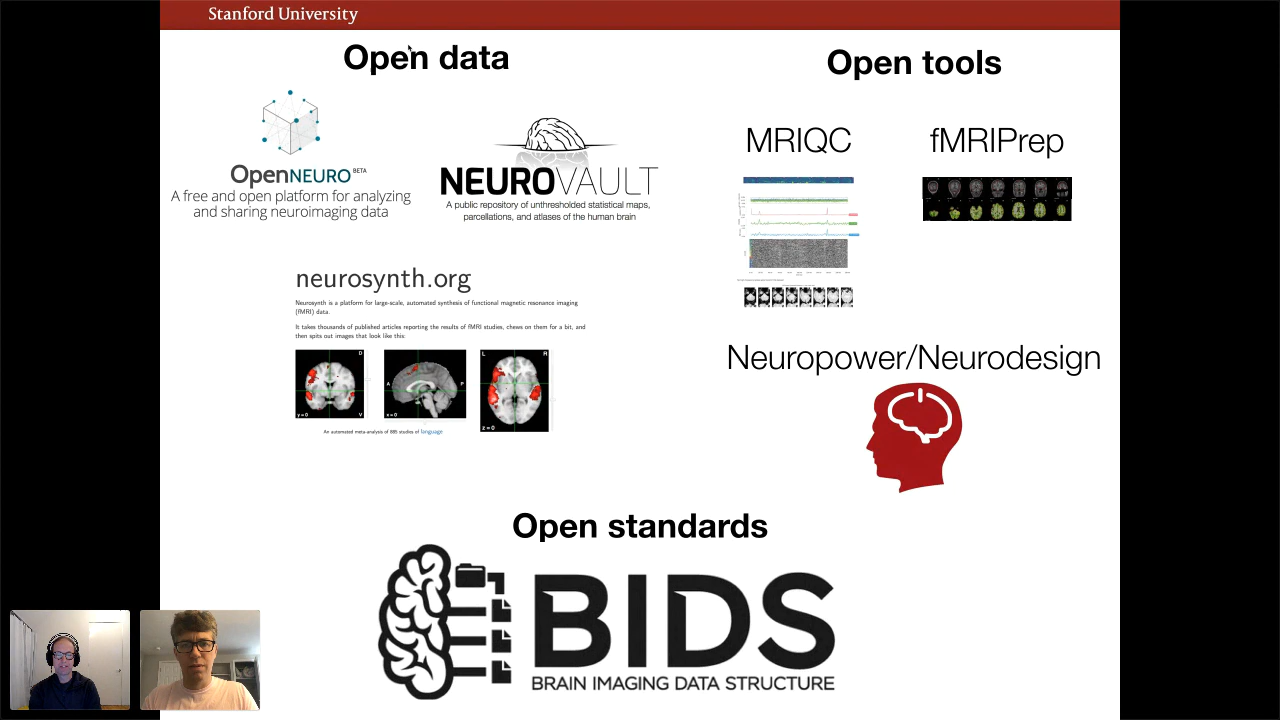 Stanford University
Open data
Open tools
OpenNEURO BETA
A free and open platform for analyzing
and sharing neuroimaging data
NEUROVAULT
A public repository of unthresholded statistical maps,
parcellations, and atlases of the human brain
MRIQC
fMRIPrep
neurosynth.org
Neurosynth is a platform for large-scale, automated synthesis of functional magnetic resonance imaging
(fMRI) data.
It takes thousands of published articles reporting the results of fMRI studies, chews on them for a bit, and
then spits out images that look like this:
D
y=0
V
A
P
x=0
L
R
z=0
An automated meta-analysis of 885 studies of language
Neuropower/Neurodesign
Open standards
BIDS
BRAIN IMAGING DATA STRUCTURE